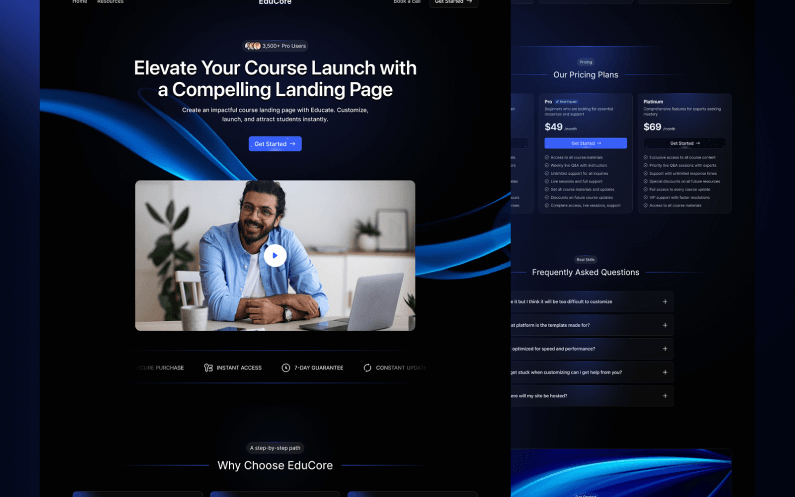 Home
Resources
EduCore
Book a call
Get Started
3,500+ Pro Users
Elevate Your Course Launch with
a Compelling Landing Page
Create an impactful course landing page with Educate. Customize,
launch, and attract students instantly.
Get Started
PURCHASE
INSTANT ACCESS
7-DAY GUARANTEE
CONSTANT UPDATE
A step-by-step path
Why Choose EduCore
Pricing
Our Pricing Plans
Pro
Beginners who are looking for essential
resources and support
$49 /month
Get Started
Access to all course materials
Weekly live Q&A with instructors
Unlimited support for all inquiries
Live sessions and full support
Get all course materials and updates
Discounts on future course updates
Complete access, live sessions, support
Platinum
Comprehensive features for experts seeking
mastery
$69 /month
Get Started
Exclusive access to all course content
Priority live Q&A sessions with experts
Support with unlimited response times
Special discounts on all future resources
Full access to every course update
VIP support with faster resolutions
Access to all course materials
Real Skills
Frequently Asked Questions
it but I think it will be too difficult to customize
platform is the template made for?
optimized for speed and performance?
get stuck when customizing can I get help from you?
will my site be hosted?
Get Started